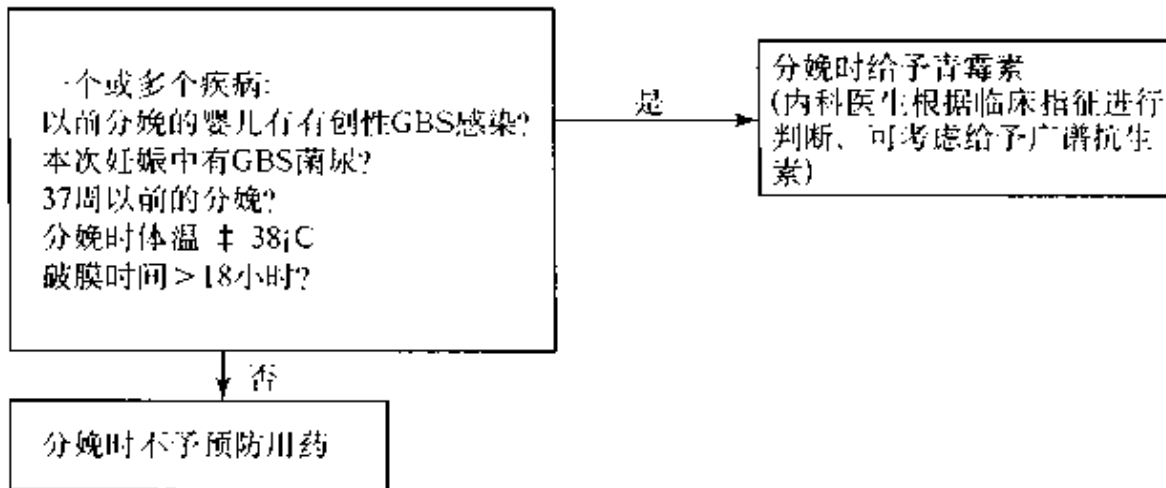 一个或多个疾病:
以前分娩的婴儿有有创性GBS感染?
本次妊娠中有GBS菌尿?
37周以前的分娩?
分娩时体温 ‡ 38¡C
破膜时间>18小时?
是
分娩时给予青霉素
(内科医生根据临床指征进行
判断、可考虑给予广谱抗生
素)
否
分娩时不予预防用药